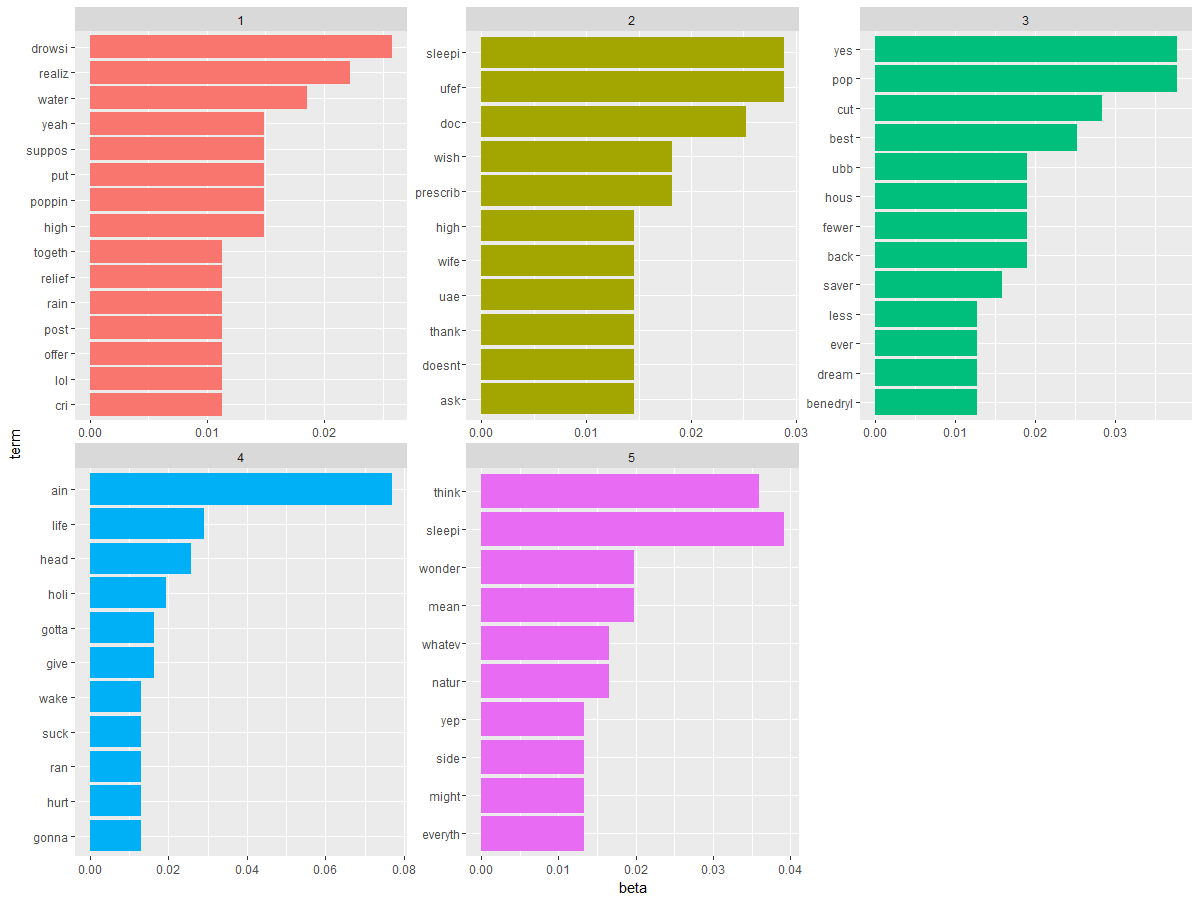 1
drowsi
realiz
water
yeah
suppos
put
poppin
high
togeth
relief
rain
post
offer
lol
cri
0.00 0.01 0.02
2
sleepi
ufef
doc
wish
prescrib
high
wife
uae
thank
doesnt
ask
0.00 0.01 0.02 0.03
3
yes
pop
cut
best
ubb
hous
fewer
back
saver
less
ever
dream
benedryl
0.00 0.01 0.02 0.03
term
4
ain
life
head
holi
gotta
give
wake
suck
ran
hurt
gonna
0.00 0.02 0.04 0.06 0.08
5
think
sleepi
wonder
mean
whatev
natur
yep
side
might
everyth
0.00 0.01 0.02 0.03 0.04
beta